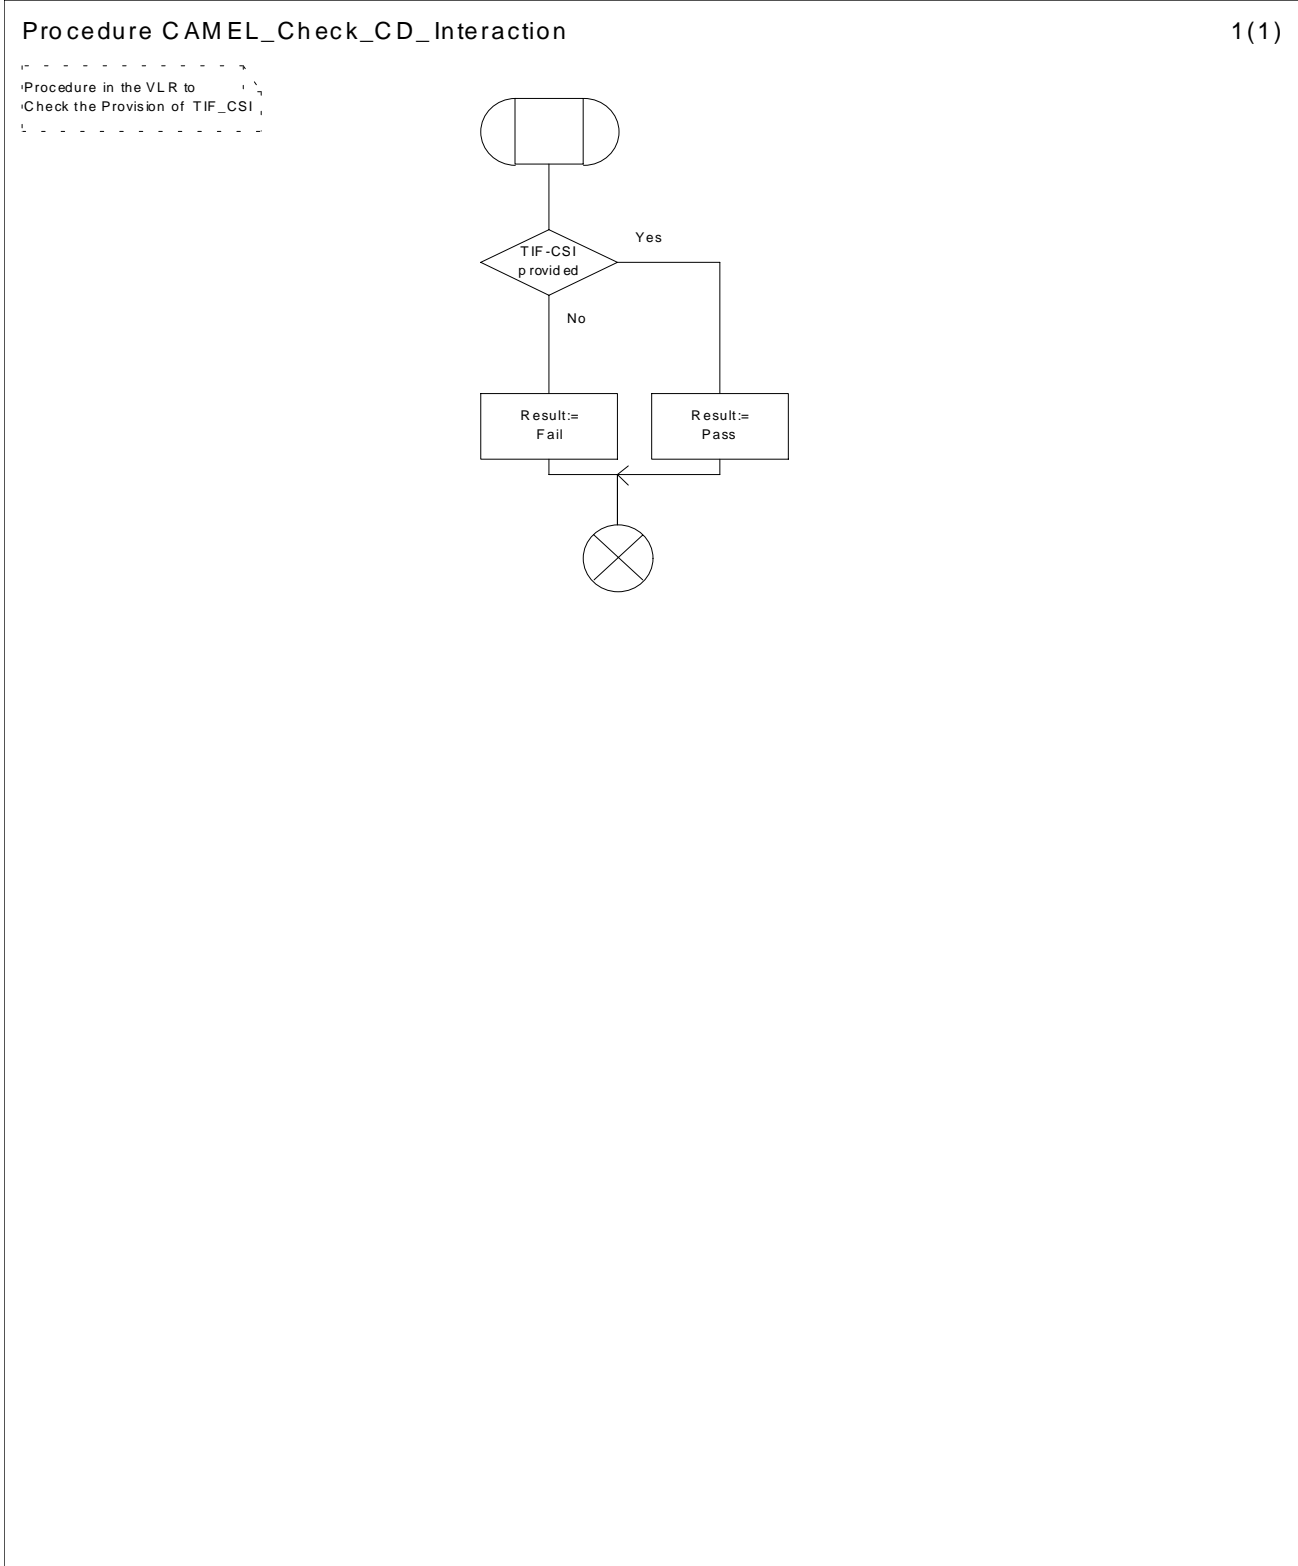 Procedure CAMEL_Check_CD_Interaction 1(1)
Procedure in the VLR to
Check the Provision of TIF_CSI
Yes
TIF-CSI
provided
No
Result:=
Fail
Result:=
Pass